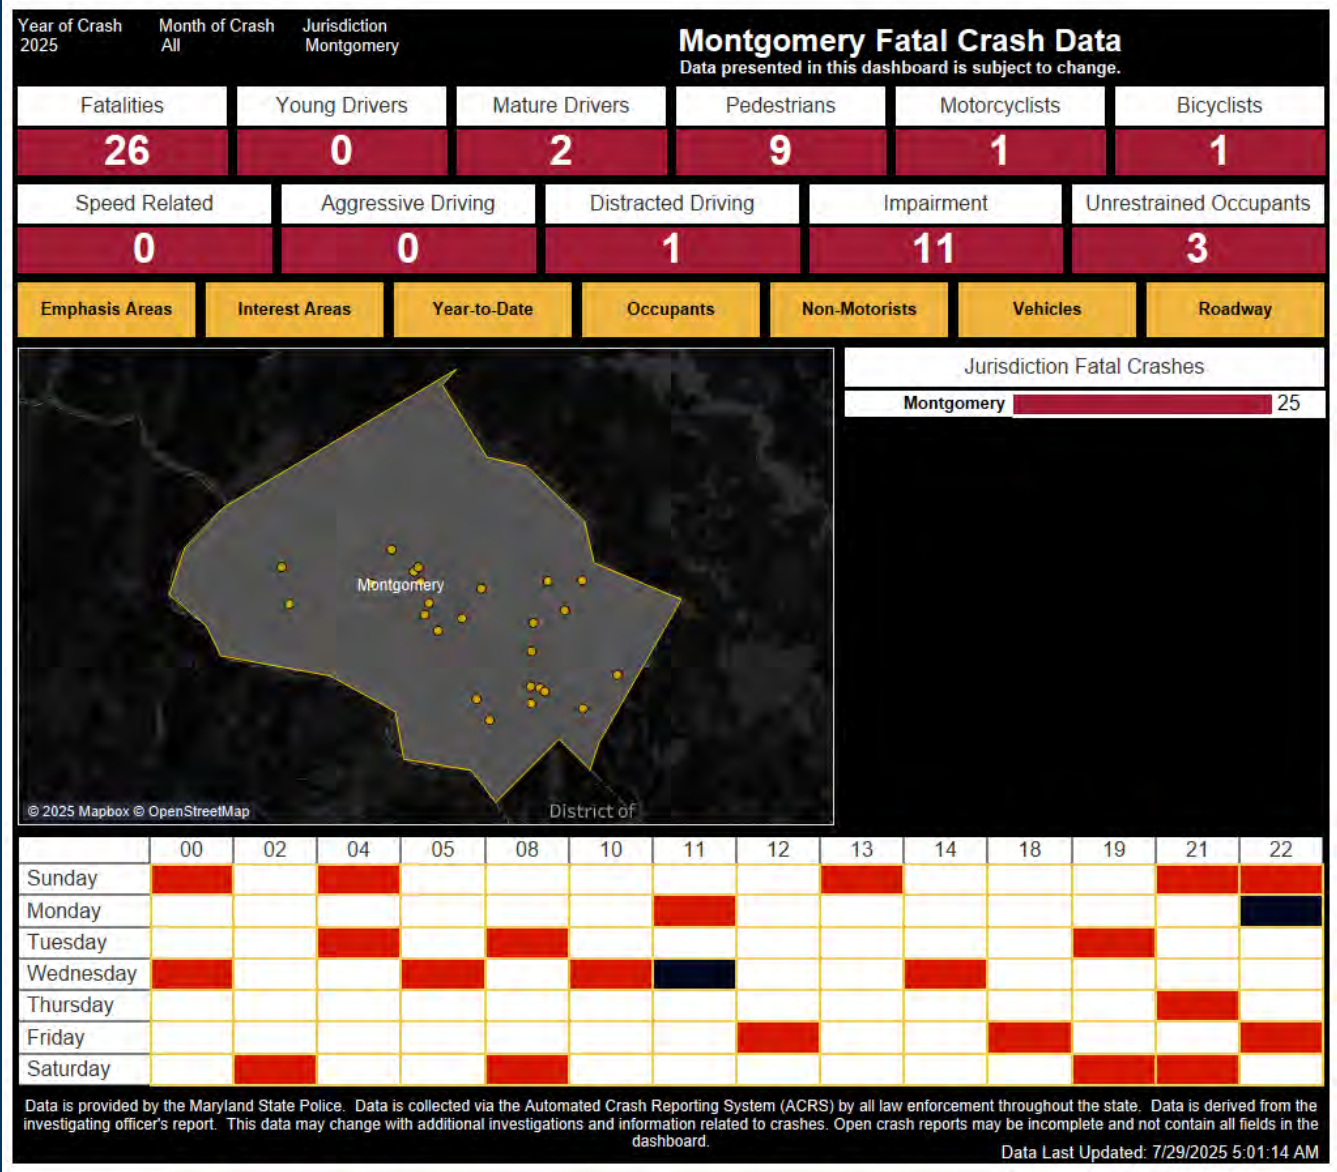 Year of Crash Month of Crash Jurisdiction
2025 All Montgomery
Montgomery Fatal Crash Data
Data presented in this dashboard is subject to change.
Fatalities Young Drivers Mature Drivers Pedestrians Motorcyclists Bicyclists
26 0 2 9 1 1
Speed Related Aggressive Driving Distracted Driving Impairment Unrestrained Occupants
0 0 1 11 3
Emphasis Areas Interest Areas Year-to-Date Occupants Non-Motorists Vehicles Roadway
Jurisdiction Fatal Crashes
Montgomery 25
Montgomery
© 2025 Mapbox © OpenStreetMap
District of
00 02 04 05 08 10 11 12 13 14 18 19 21 22
Sunday
Monday
Tuesday
Wednesday
Thursday
Friday
Saturday
Data is provided by the Maryland State Police. Data is collected via the Automated Crash Reporting System (ACRS) by all law enforcement throughout the state. Data is derived from the
investigating officer's report. This data may change with additional investigations and information related to crashes. Open crash reports may be incomplete and not contain all fields in the
dashboard.
Data Last Updated: 7/29/2025 5:01:14 AM